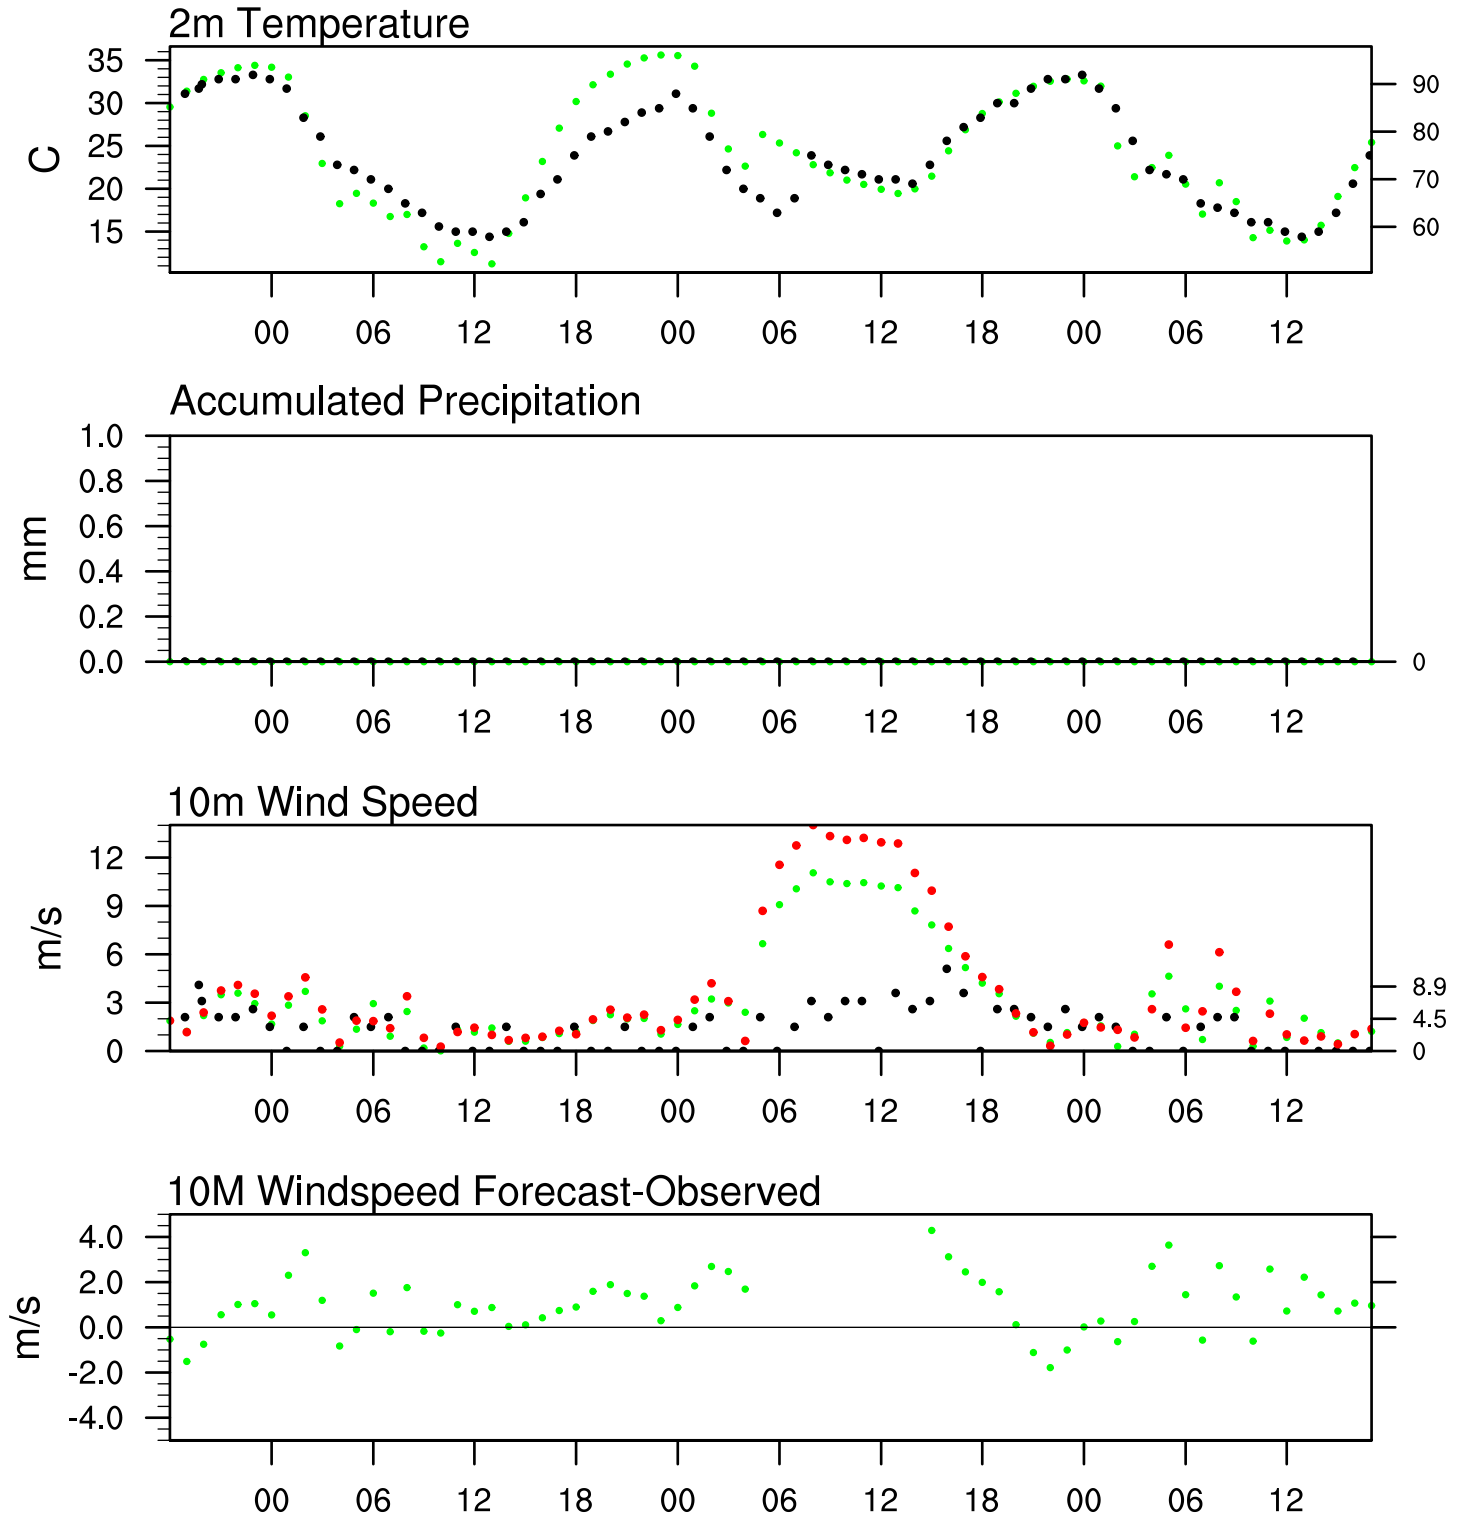 2m Temperature
35
30
25
20
15
C
90
80
70
60
00 06 12 18 00 06 12 18 00 06 12
Accumulated Precipitation
1.0
0.8
0.6
0.4
0.2
0.0
mm
0
00 06 12 18 00 06 12 18 00 06 12
10m Wind Speed
12
9
6
3
0
m/s
8.9
4.5
0
00 06 12 18 00 06 12 18 00 06 12
10M Windspeed Forecast-Observed
4.0
2.0
0.0
-2.0
-4.0
m/s
00 06 12 18 00 06 12 18 00 06 12